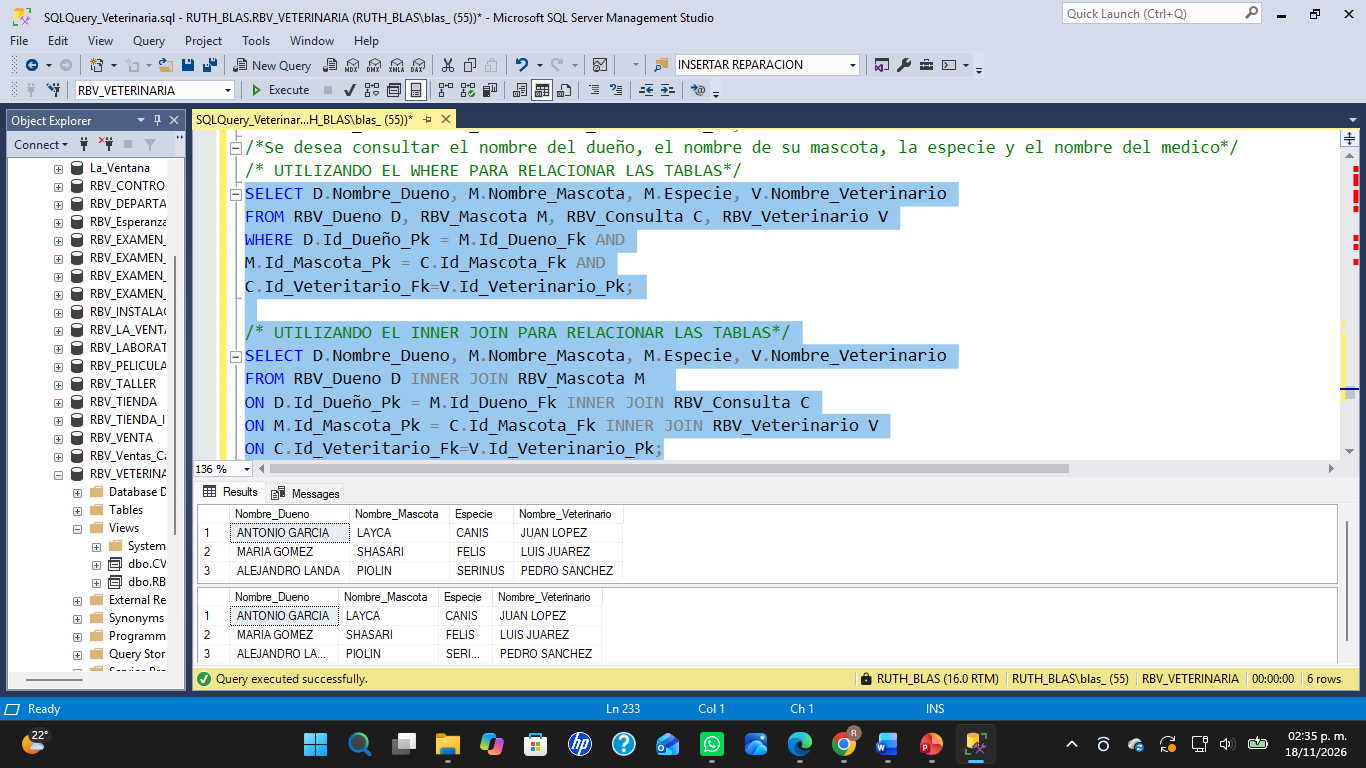 SQLQuery_Veterinaria.sql - RUTH_BLAS.RBV_VETERINARIA (RUTH_BLAS\blas_ (55))* - Microsoft SQL Server Management Studio
Quick Launch (Ctrl+Q)
File Edit View Query Project Tools Window Help
New Query MDX DMX XMLA DAX INSERTAR REPARACION
RBV_VETERINARIA Execute
Object Explorer
Connect
La_Ventana
RBV_CONTRO
RBV_DEPARTA
RBV_Esperanza
RBV_EXAMEN_
RBV_EXAMEN_
RBV_EXAMEN_
RBV_EXAMEN_
RBV_INSTALAC
RBV_LA_VENTA
RBV_LABORAT
RBV_PELICULA
RBV_TALLER
RBV_TIENDA
RBV_TIENDA_I
RBV_VENTA
RBV_Ventas_Ca
RBV_VETERINA
Database D
Tables
Views
System
dbo.CV
dbo.RB
External Re
Synonyms
Programm
Query Stor
Service Bro
SQLQuery_Veterinar...H_BLAS\blas_ (55))*
/*Se desea consultar el nombre del dueño, el nombre de su mascota, la especie y el nombre del medico*/
/* UTILIZANDO EL WHERE PARA RELACIONAR LAS TABLAS*/
SELECT D.Nombre_Dueno, M.Nombre_Mascota, M.Especie, V.Nombre_Veterinario
FROM RBV_Dueno D, RBV_Mascota M, RBV_Consulta C, RBV_Veterinario V
WHERE D.Id_Dueño_Pk = M.Id_Dueno_Fk AND
M.Id_Mascota_Pk = C.Id_Mascota_Fk AND
C.Id_Veteritario_Fk=V.Id_Veterinario_Pk;
/* UTILIZANDO EL INNER JOIN PARA RELACIONAR LAS TABLAS*/
SELECT D.Nombre_Dueno, M.Nombre_Mascota, M.Especie, V.Nombre_Veterinario
FROM RBV_Dueno D INNER JOIN RBV_Mascota M
ON D.Id_Dueño_Pk = M.Id_Dueno_Fk INNER JOIN RBV_Consulta C
ON M.Id_Mascota_Pk = C.Id_Mascota_Fk INNER JOIN RBV_Veterinario V
ON C.Id_Veteritario_Fk=V.Id_Veterinario_Pk;
136 %
Results Messages
Nombre_Dueno Nombre_Mascota Especie Nombre_Veterinario
1 ANTONIO GARCIA LAYCA CANIS JUAN LOPEZ
2 MARIA GOMEZ SHASARI FELIS LUIS JUAREZ
3 ALEJANDRO LANDA PIOLIN SERINUS PEDRO SANCHEZ
Nombre_Dueno Nombre_Mascota Especie Nombre_Veterinario
1 ANTONIO GARCIA LAYCA CANIS JUAN LOPEZ
2 MARIA GOMEZ SHASARI FELIS LUIS JUAREZ
3 ALEJANDRO LA... PIOLIN SERI... PEDRO SANCHEZ
Query executed successfully. RUTH_BLAS (16.0 RTM) RUTH_BLAS\blas_ (55) RBV_VETERINARIA 00:00:00 6 rows
Ready Ln 233 Col 1 Ch 1 INS
22°
hp
R
02:35 p. m.
18/11/2026